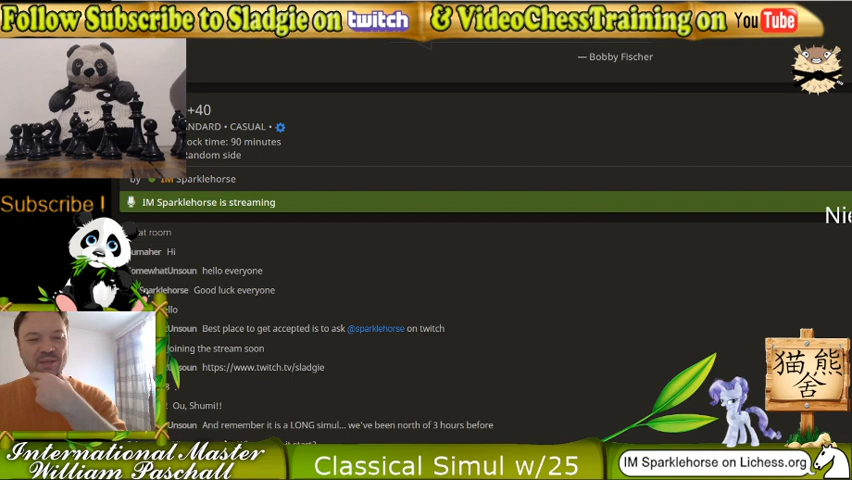 Follow Subscribe to Sladgie on twitch & VideoChessTraining on YouTube
— Bobby Fischer
+40
NDARD • CASUAL •
ock time: 90 minutes
andom side
by IM Sparklehorse
IM Sparklehorse is streaming
Subscribe !
Nie
at room
umaher Hi
omewhatUnsoun hello everyone
Sparklehorse Good luck everyone
ello
Unsoun Best place to get accepted is to ask @sparklehorse on twitch
oining the stream soon
Unsoun https://www.twitch.tv/sladgie
Ou, Shumi!!
Unsoun And remember it is a LONG simul... we've been north of 3 hours before
猫熊
舍
International Master
William Paschall
Classical Simul w/25
IM Sparklehorse on Lichess.org